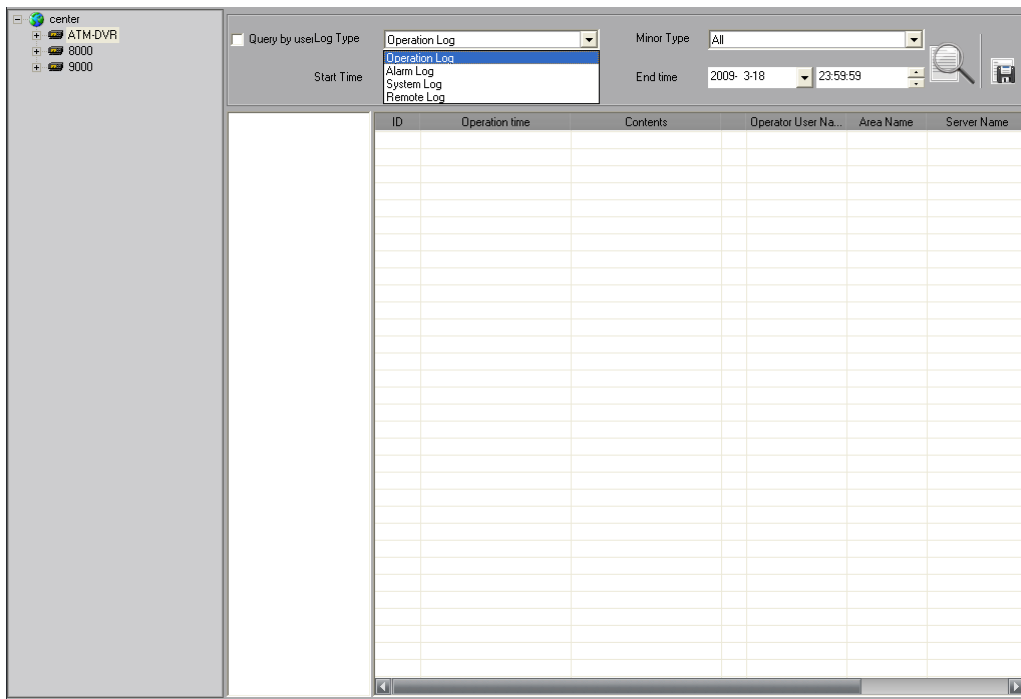 center
ATM-DVR
8000
9000
Query by user Log Type
Operation Log
Minor Type
All
Operation Log
Alarm Log
System Log
Remote Log
Start Time
End time
2009- 3-18
23:59:59
ID Operation time Contents Operator User Na... Area Name Server Name